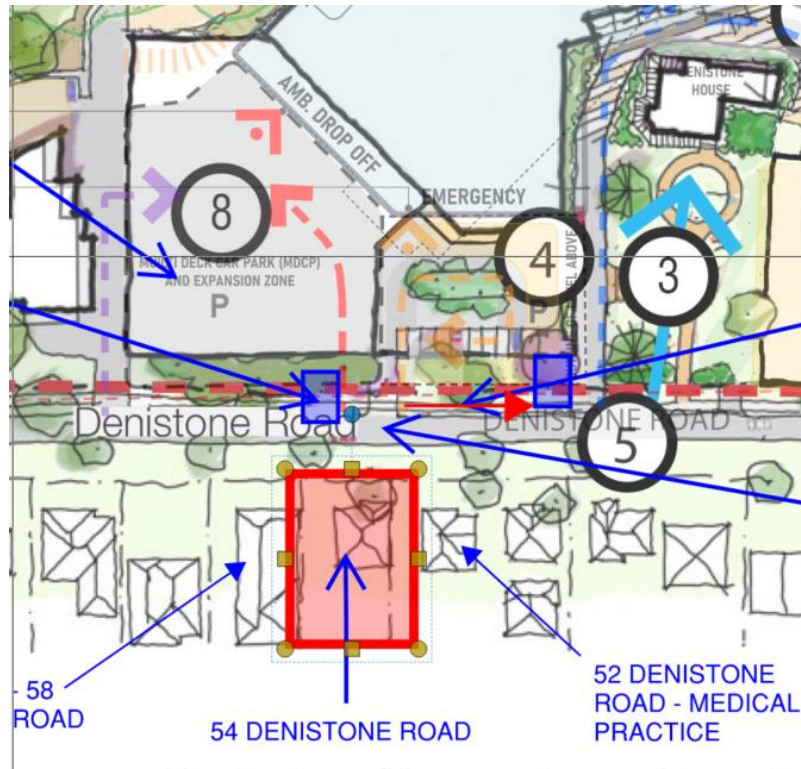 DENISTONE
HOUSE
AMB. DROP OFF
EMERGENCY
8
4
3
MULTI DECK CAR PARK (MDCP)
AND EXPANSION ZONE
P
P
Denistone Road
DENISTONE ROAD
5
- 58
ROAD
54 DENISTONE ROAD
52 DENISTONE
ROAD - MEDICAL
PRACTICE